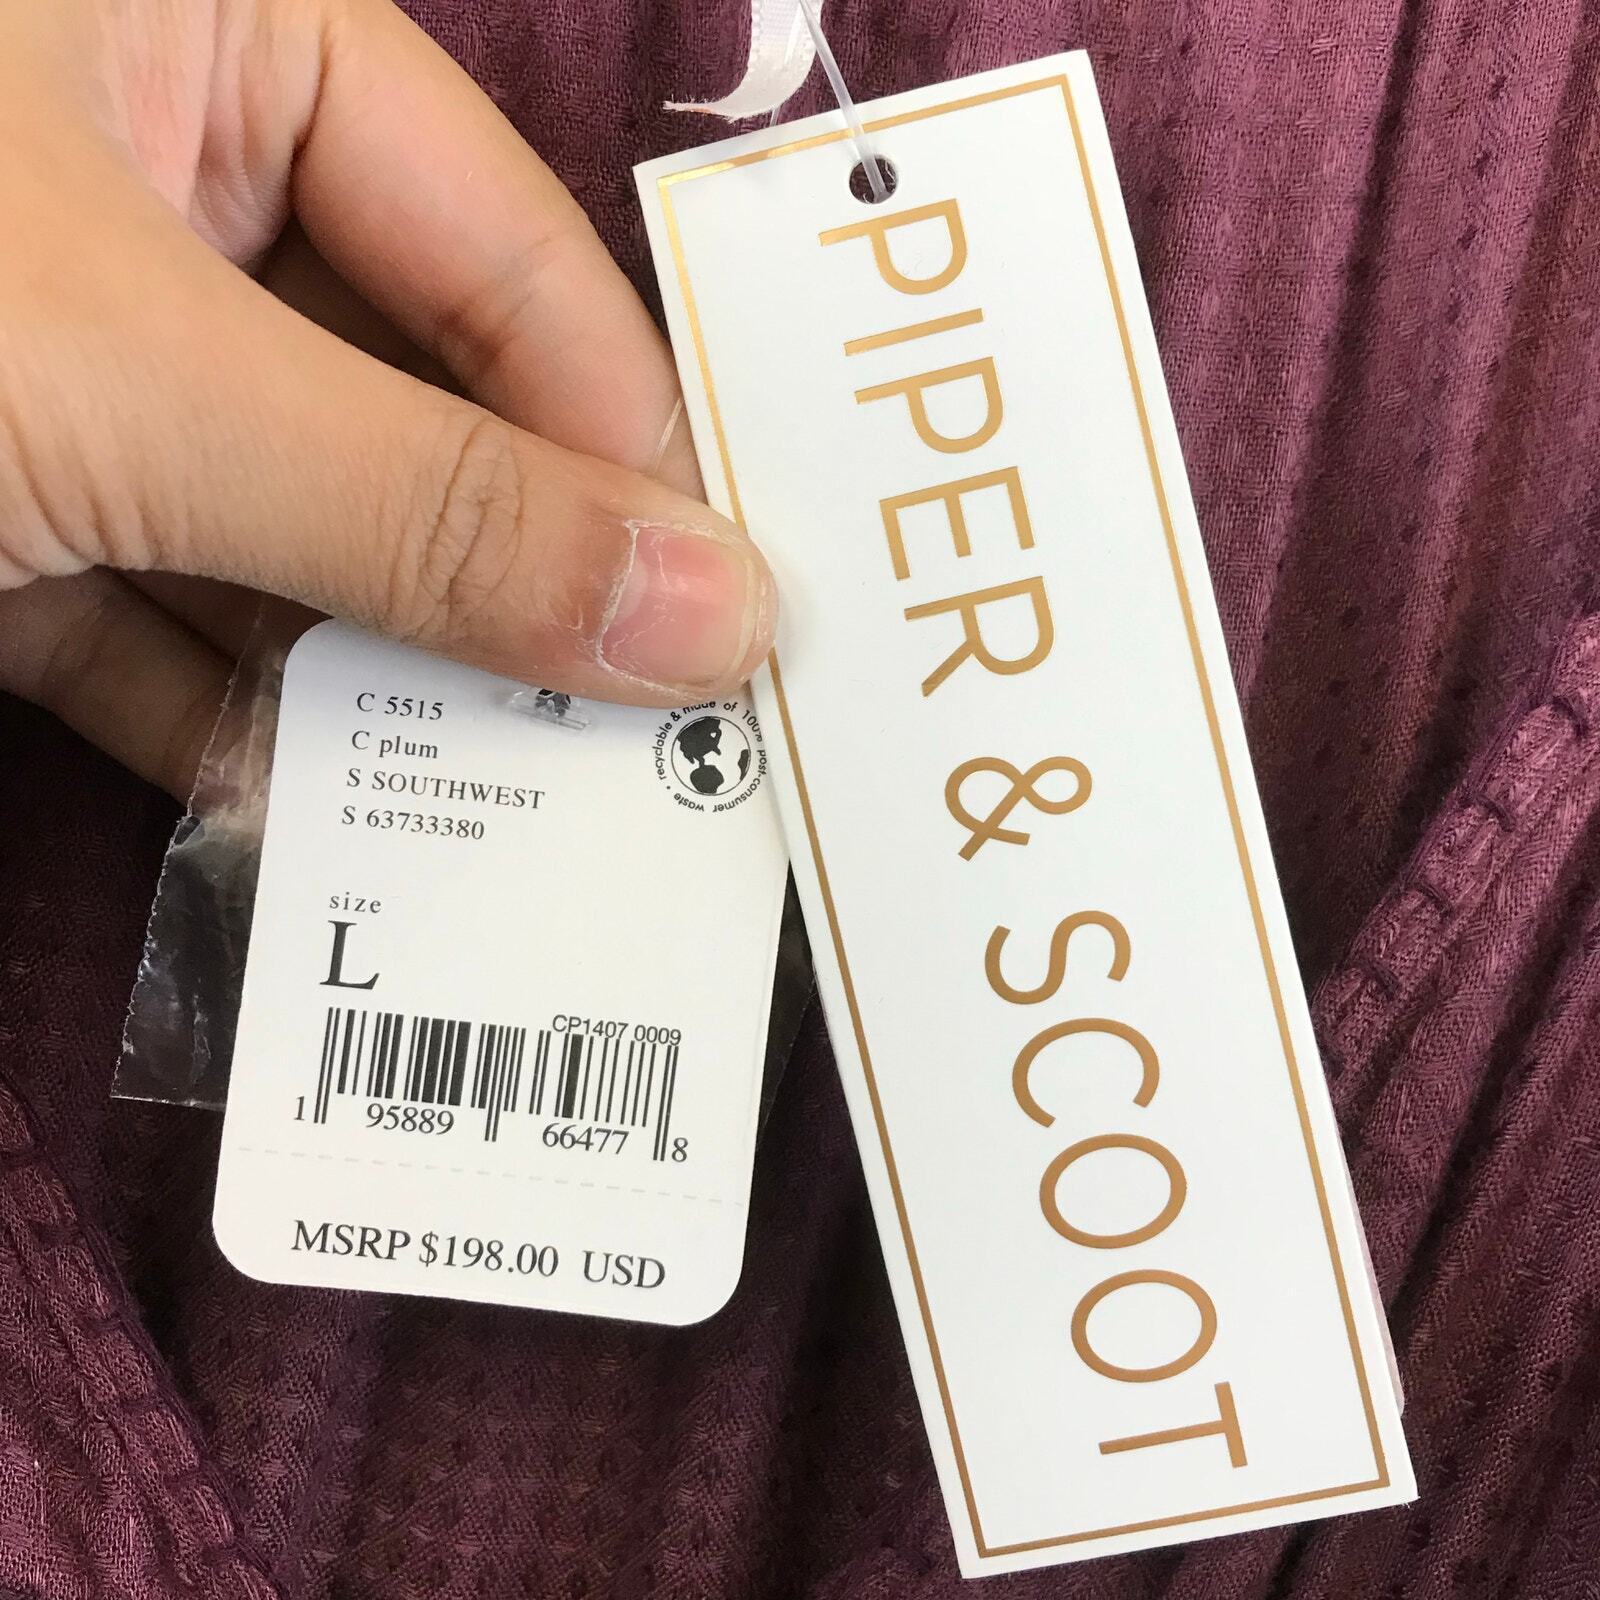 PIPER & SCOOT
C 5515
C plum
S SOUTHWEST
S 63733380
recyclable & made of 100% post-consumer waste
size
L
CP1407 0009
1 95889 66477 8
MSRP $198.00 USD